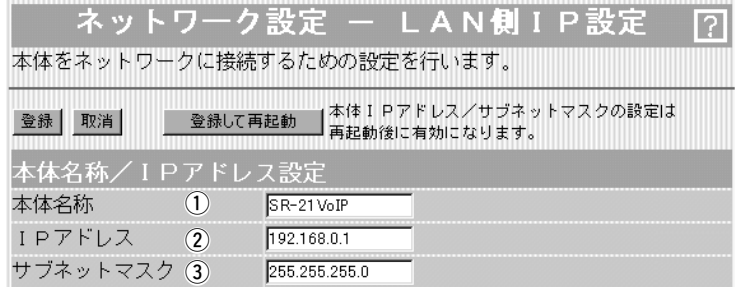 ネットワーク設定 － ＬＡＮ側ＩＰ設定 ?
本体をネットワークに接続するための設定を行います。
登録 取消 登録して再起動 本体ＩＰアドレス／サブネットマスクの設定は
再起動後に有効になります。
本体名称／ＩＰアドレス設定
本体名称 ① SR-21VoIP
ＩＰアドレス ② 192.168.0.1
サブネットマスク ③ 255.255.255.0